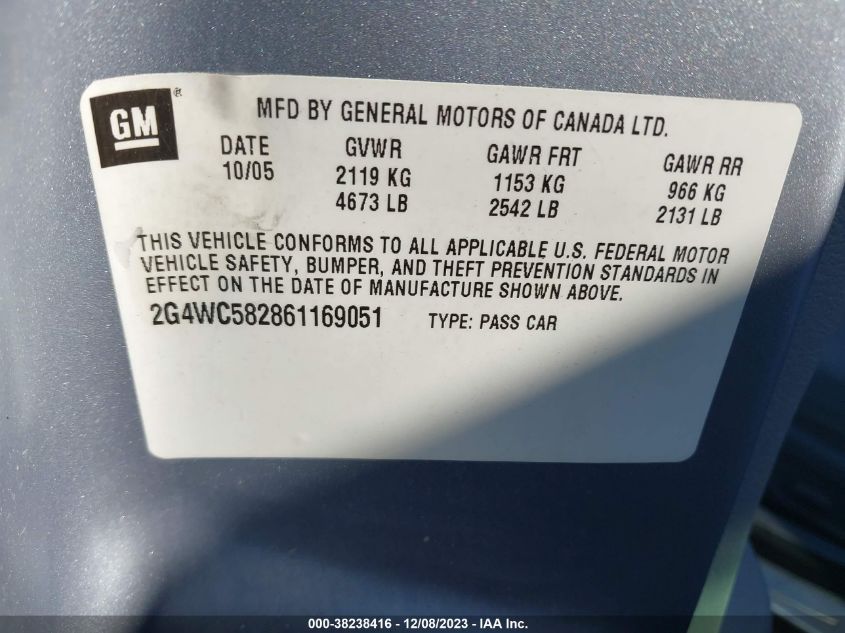 GM ®
MFD BY GENERAL MOTORS OF CANADA LTD.
DATE GVWR GAWR FRT GAWR RR
10/05 2119 KG 1153 KG 966 KG
4673 LB 2542 LB 2131 LB
THIS VEHICLE CONFORMS TO ALL APPLICABLE U.S. FEDERAL MOTOR
VEHICLE SAFETY, BUMPER, AND THEFT PREVENTION STANDARDS IN
EFFECT ON THE DATE OF MANUFACTURE SHOWN ABOVE.
2G4WC582861169051 TYPE: PASS CAR
000-38238416 - 12/08/2023 - IAA Inc.